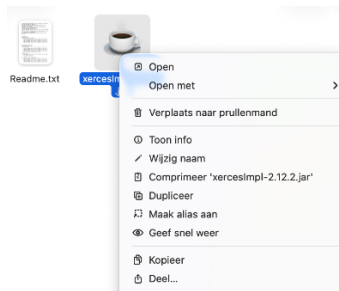 Readme.txt
xercesIm
Open
Open met
Verplaats naar prullenmand
Toon info
Wijzig naam
Comprimeer 'xercesImpl-2.12.2.jar'
Dupliceer
Maak alias aan
Geef snel weer
Kopieer
Deel...